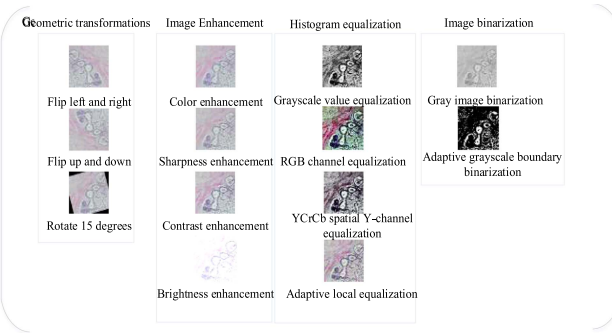 Geometric transformations
Flip left and right
Flip up and down
Rotate 15 degrees
Image Enhancement
Color enhancement
Sharpness enhancement
Contrast enhancement
Brightness enhancement
Histogram equalization
Grayscale value equalization
RGB channel equalization
YCrCb spatial Y-channel
equalization
Adaptive local equalization
Image binarization
Gray image binarization
Adaptive grayscale boundary
binarization